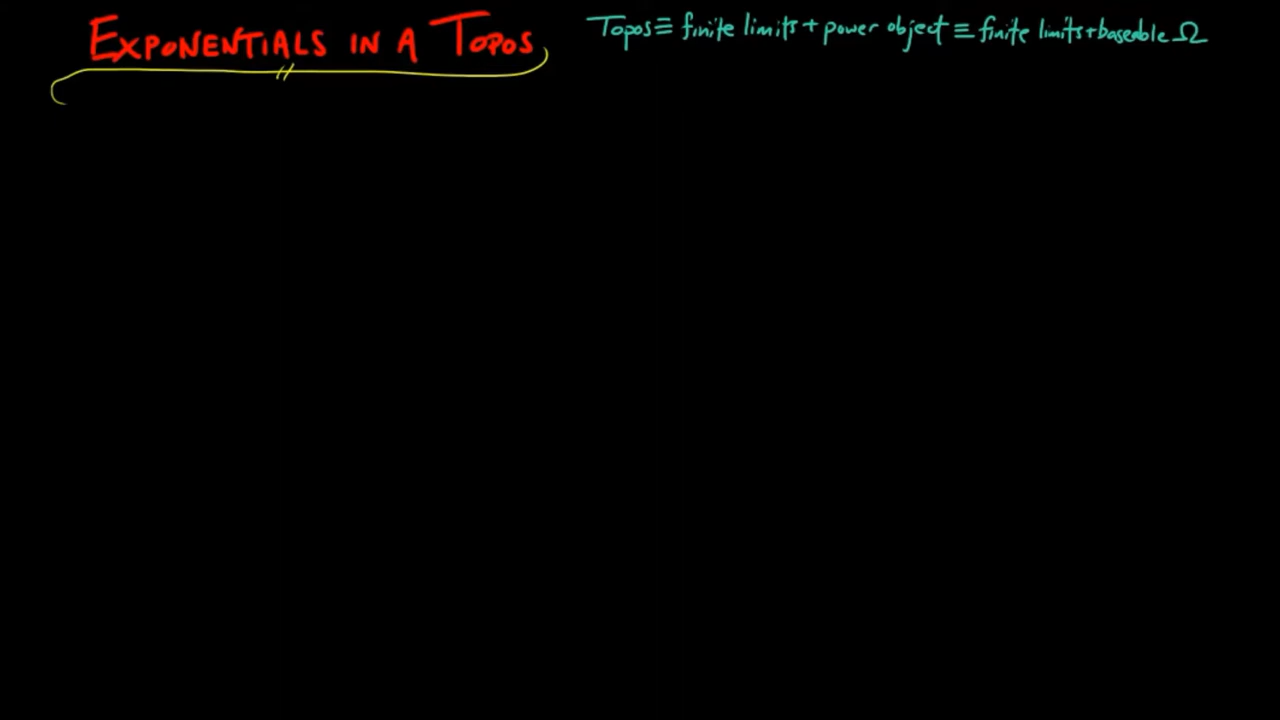 EXPONENTIALS IN A TOPOS
Topos ≡ finite limits + power object ≡ finite limits + baseable Ω